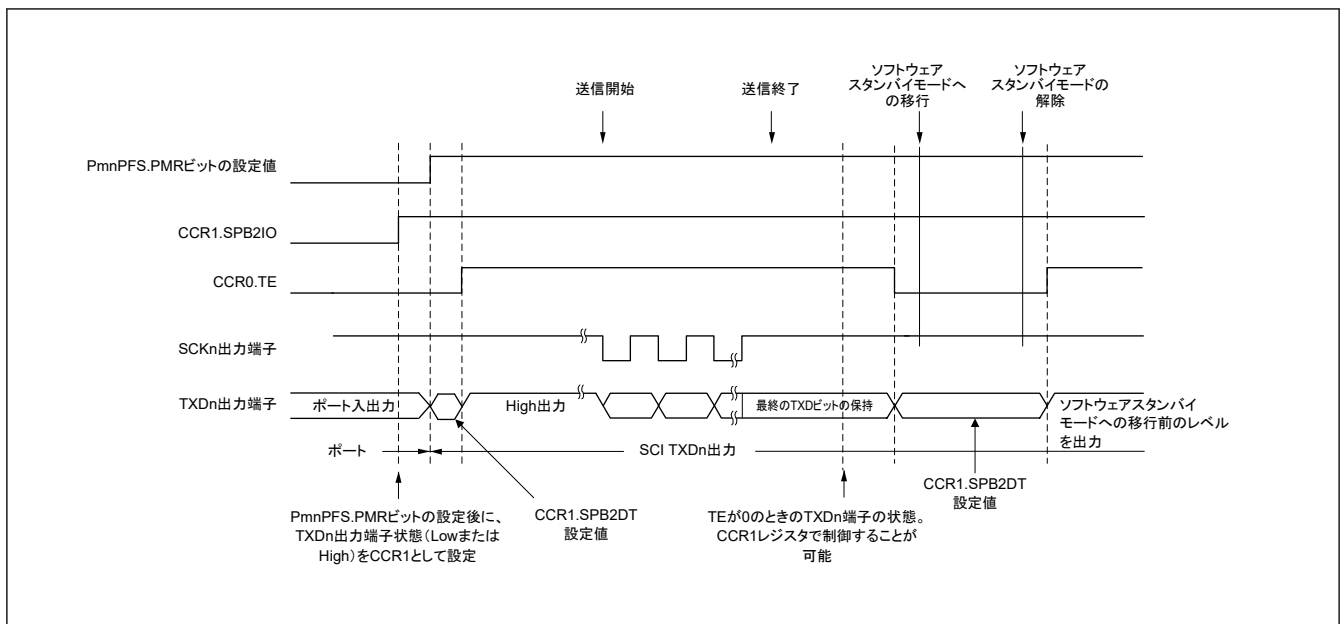 送信開始
送信終了
ソフトウェア
スタンバイモードへ
の移行
ソフトウェア
スタンバイモードの
解除
PmnPFS.PMRビットの設定値
CCR1.SPB2IO
CCR0.TE
SCKn出力端子
TXDn出力端子
ポート入出力
High出力
最終のTXDビットの保持
ソフトウェアスタンバイ
モードへの移行前のレベル
を出力
ポート
SCI TXDn出力
CCR1.SPB2DT
設定値
PmnPFS.PMRビットの設定後に、
TXDn出力端子状態(Lowまたは
High)をCCR1として設定
CCR1.SPB2DT
設定値
TEが0のときのTXDn端子の状態。
CCR1レジスタで制御することが
可能